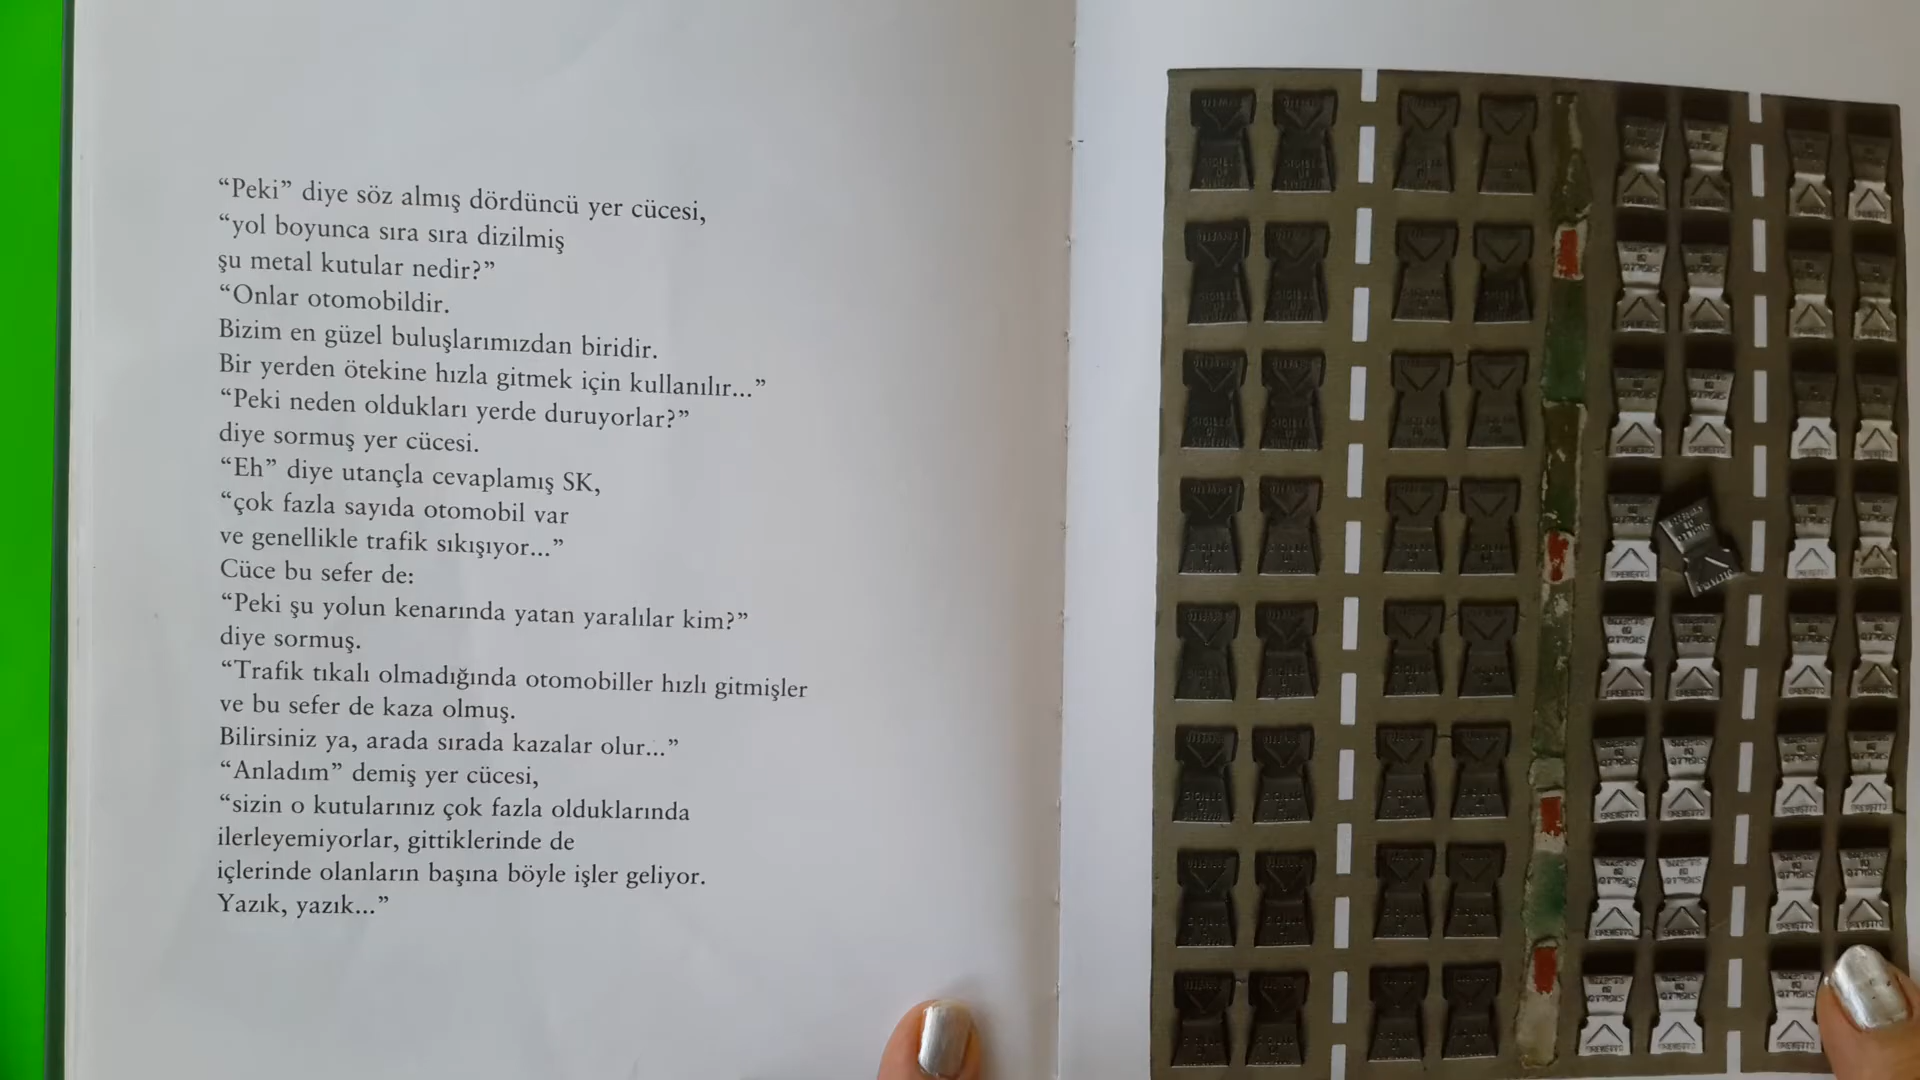 “Peki” diye söz almış dördüncü yer cücesi,
“yol boyunca sıra sıra dizilmiş
şu metal kutular nedir?”
“Onlar otomobildir.
Bizim en güzel buluşlarımızdan biridir.
Bir yerden ötekine hızla gitmek için kullanılır...”
“Peki neden oldukları yerde duruyorlar?”
diye sormuş yer cücesi.
“Eh” diye utançla cevaplamış SK,
“çok fazla sayıda otomobil var
ve genellikle trafik sıkışıyor...”
Cüce bu sefer de:
“Peki şu yolun kenarında yatan yaralılar kim?”
diye sormuş.
“Trafik tıkalı olmadığında otomobiller hızlı gitmişler
ve bu sefer de kaza olmuş.
Bilirsiniz ya, arada sırada kazalar olur...”
“Anladım” demiş yer cücesi,
“sizin o kutularınız çok fazla olduklarında
ilerleyemiyorlar, gittiklerinde de
içlerinde olanların başına böyle işler geliyor.
Yazık, yazık...”